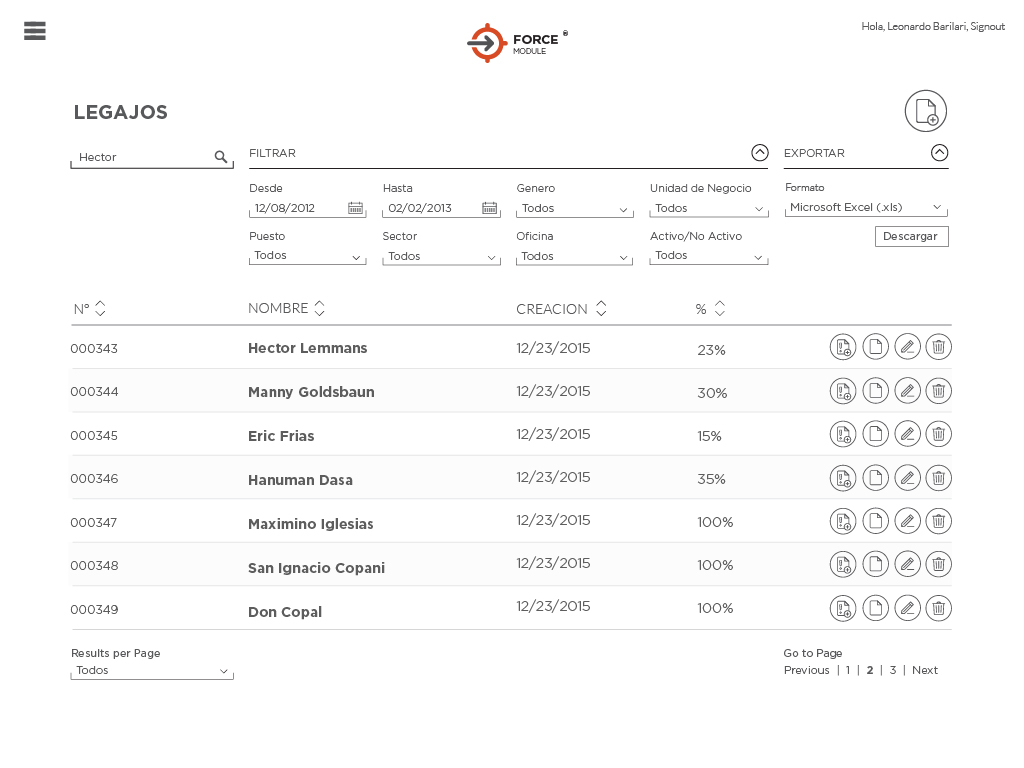 Hola, Leonardo Barilari, Signout
FORCE ®
MODULE
LEGAJOS
Hector
FILTRAR
EXPORTAR
Desde
Hasta
Genero
Unidad de Negocio
Formato
12/08/2012
02/02/2013
Todos
Todos
Microsoft Excel (.xls)
Puesto
Sector
Oficina
Activo/No Activo
Descargar
Todos
Todos
Todos
Todos
Nº NOMBRE CREACION %
000343 Hector Lemmans 12/23/2015 23%
000344 Manny Goldsbaun 12/23/2015 30%
000345 Eric Frias 12/23/2015 15%
000346 Hanuman Dasa 12/23/2015 35%
000347 Maximino Iglesias 12/23/2015 100%
000348 San Ignacio Copani 12/23/2015 100%
000349 Don Copal 12/23/2015 100%
Results per Page
Todos
Go to Page
Previous | 1 | 2 | 3 | Next